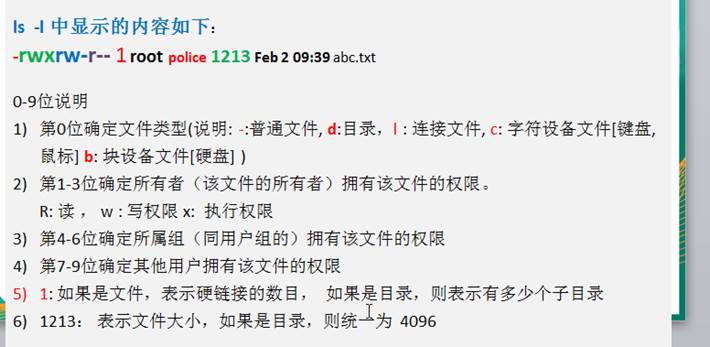 ls -l 中显示的内容如下：
-rwxrw-r-- 1 root police 1213 Feb 2 09:39 abc.txt
0-9位说明
1) 第0位确定文件类型(说明: -:普通文件, d:目录，l : 连接文件, c: 字符设备文件[键盘,
鼠标] b: 块设备文件[硬盘] )
2) 第1-3位确定所有者（该文件的所有者）拥有该文件的权限。
R: 读 ， w : 写权限 x: 执行权限
3) 第4-6位确定所属组（同用户组的）拥有该文件的权限
4) 第7-9位确定其他用户拥有该文件的权限
5) 1: 如果是文件，表示硬链接的数目， 如果是目录，则表示有多少个子目录
6) 1213： 表示文件大小，如果是目录，则统一为 4096